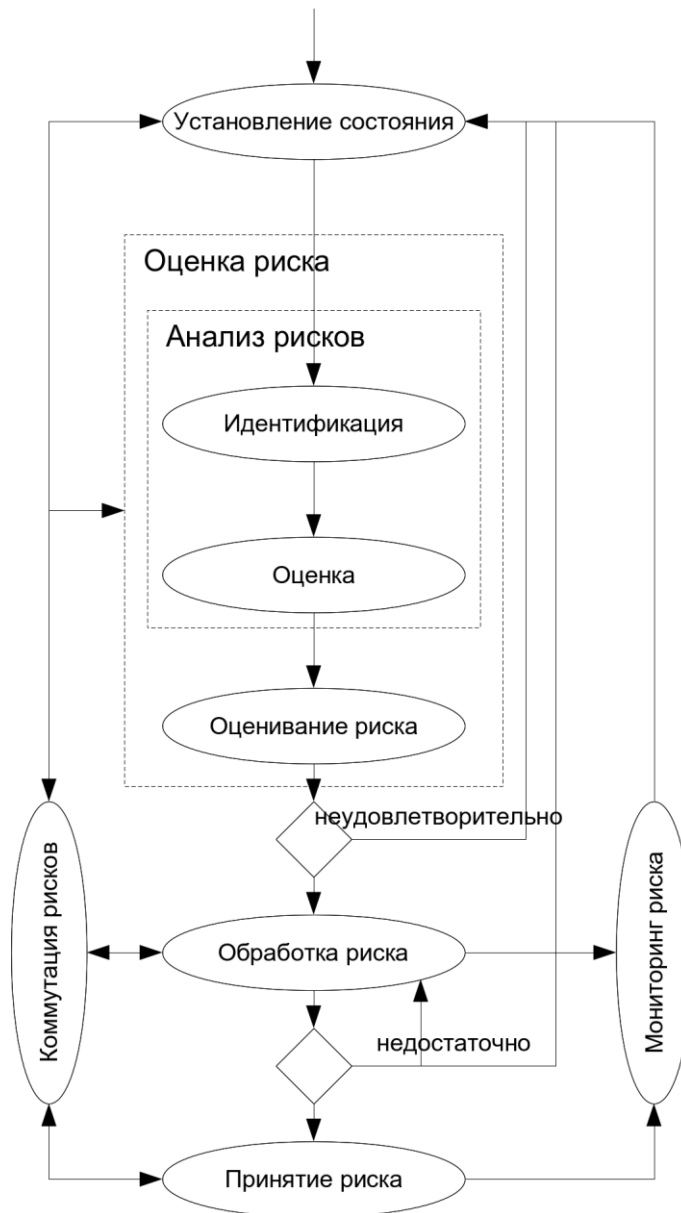 Установление состояния
Оценка риска
Анализ рисков
Идентификация
Оценка
Оценивание риска
неудовлетворительно
Коммутация рисков
Обработка риска
Мониторинг риска
недостаточно
Принятие риска